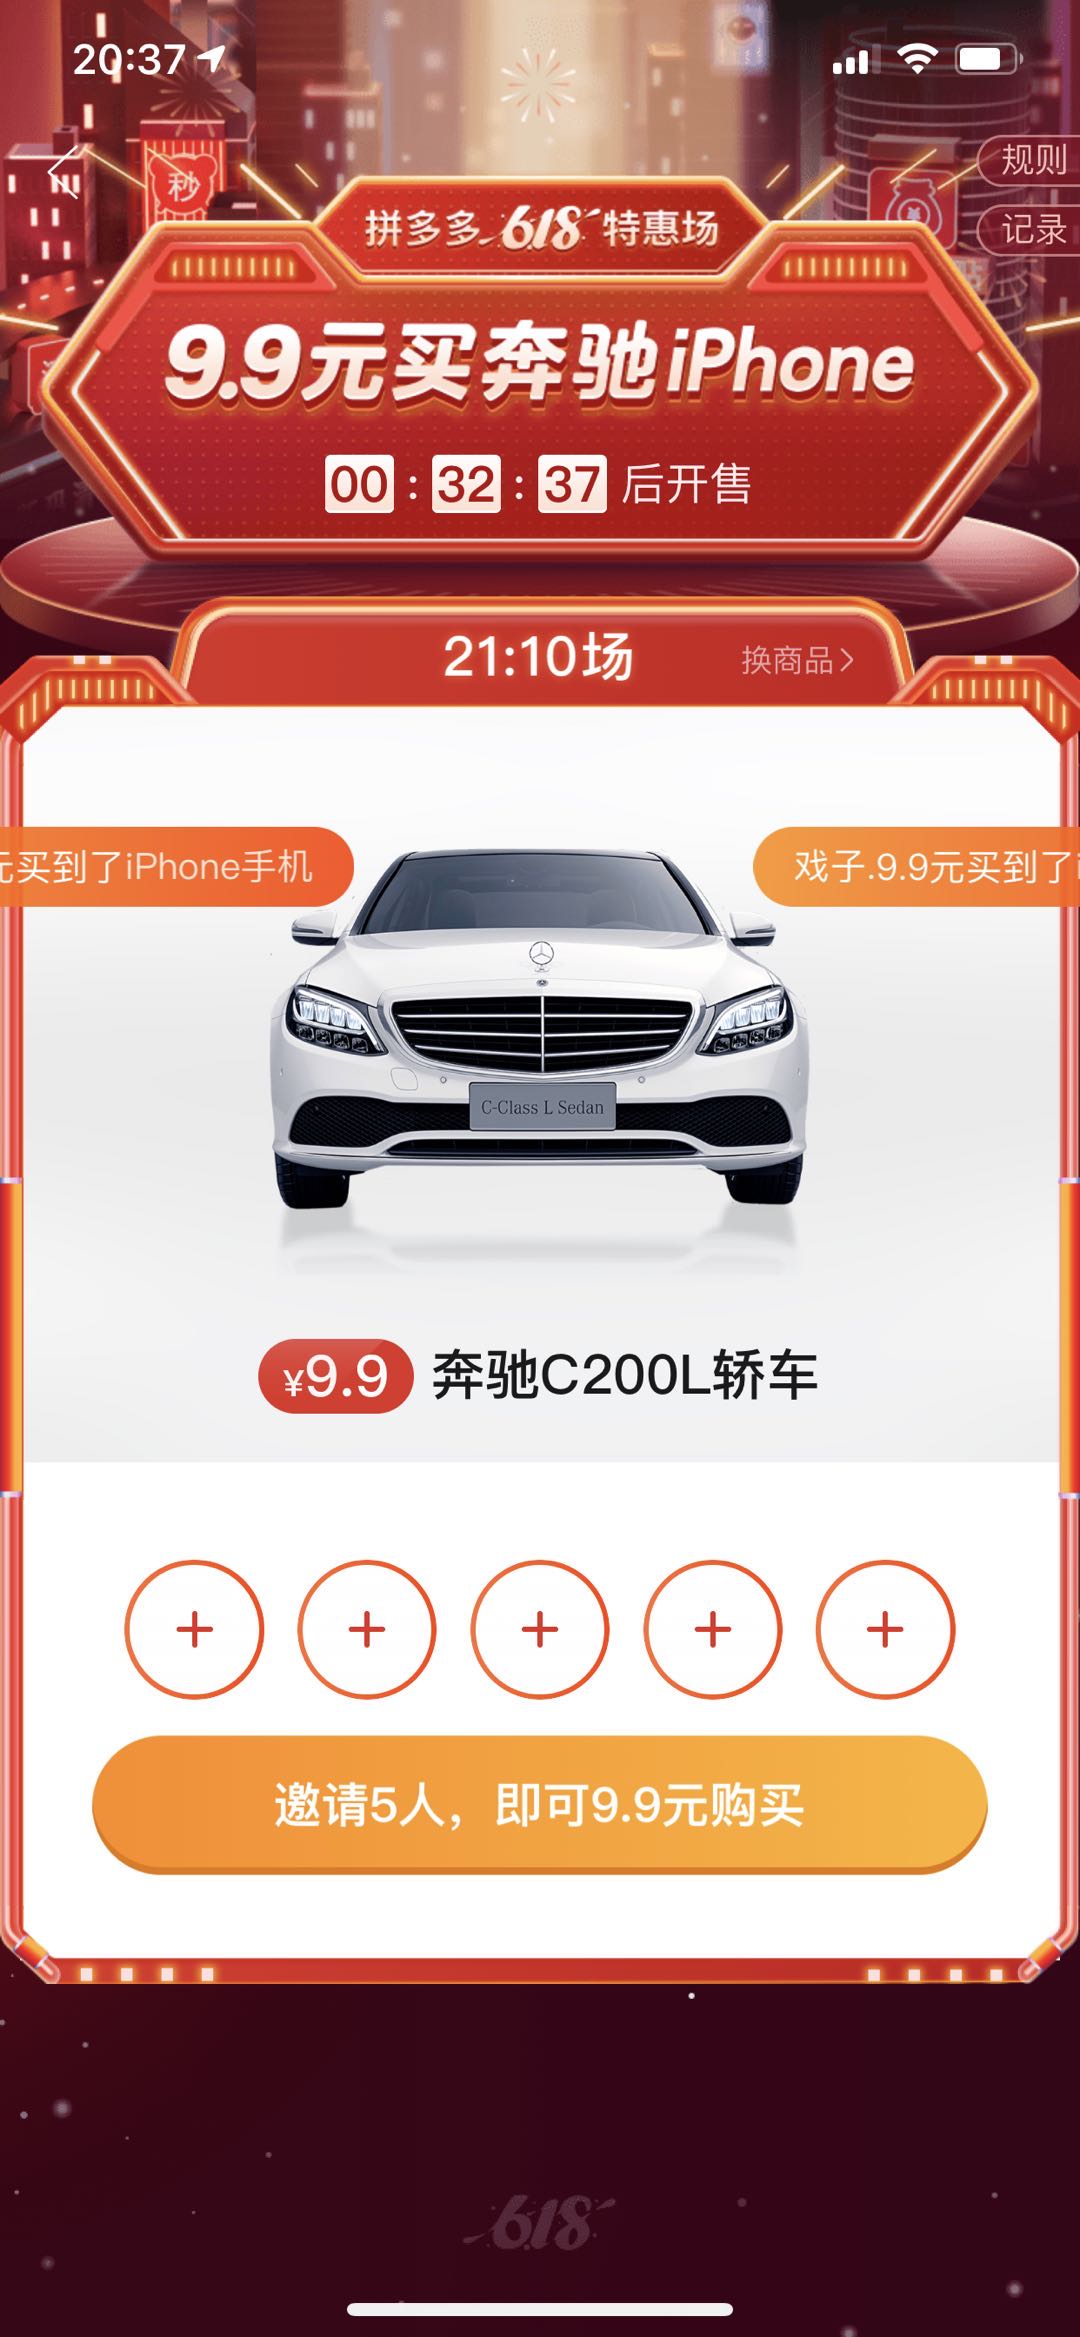 20:37
规则
秒
拼多多 618 特惠场
记录
9.9元买奔驰iPhone
00 : 32 : 37 后开售
21:10场
换商品
元买到了iPhone手机
戏子.9.9元买到了i
C-Class L Sedan
¥9.9 奔驰C200L轿车
+ + + + +
邀请5人，即可9.9元购买
618